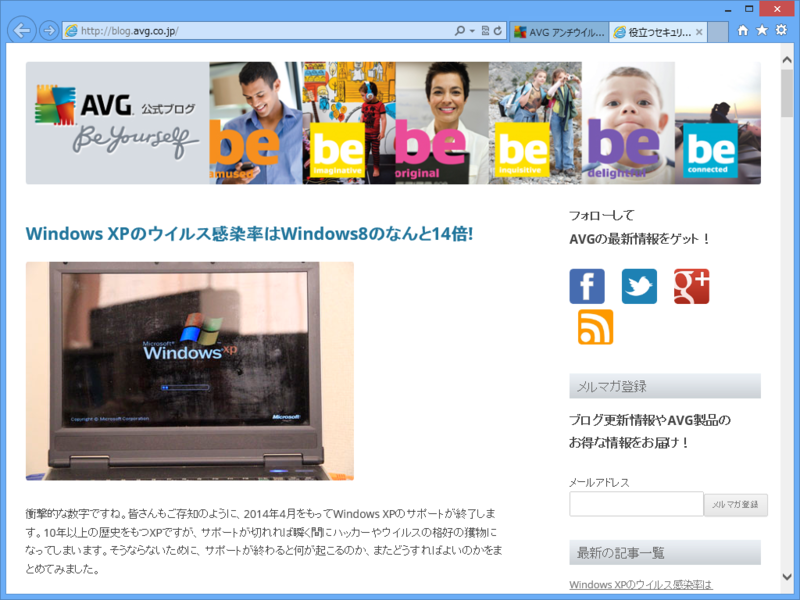 http://blog.avg.co.jp/
AVG アンチウイル...
役立つセキュリ...
AVG. 公式ブログ
Be Yourself
be amused
be imaginative
be original
be inquisitive
be delightful
be connected
Windows XPのウイルス感染率はWindows8のなんと14倍!
Microsoft®
Windows xp
Copyright © Microsoft Corporation
Microsoft
衝撃的な数字ですね。皆さんもご存知のように、2014年4月をもってWindows XPのサポートが終了しま
す。10年以上の歴史をもつXPですが、サポートが切れれば瞬く間にハッカーやウイルスの格好の獲物に
なってしまいます。そうならないために、サポートが終わると何が起こるのか、またどうすればよいのかをま
とめてみました。
フォローして
AVGの最新情報をゲット！
f
g+
メルマガ登録
ブログ更新情報やAVG製品の
お得な情報をお届け！
メールアドレス
メルマガ登録
最新の記事一覧
Windows XPのウイルス感染率は